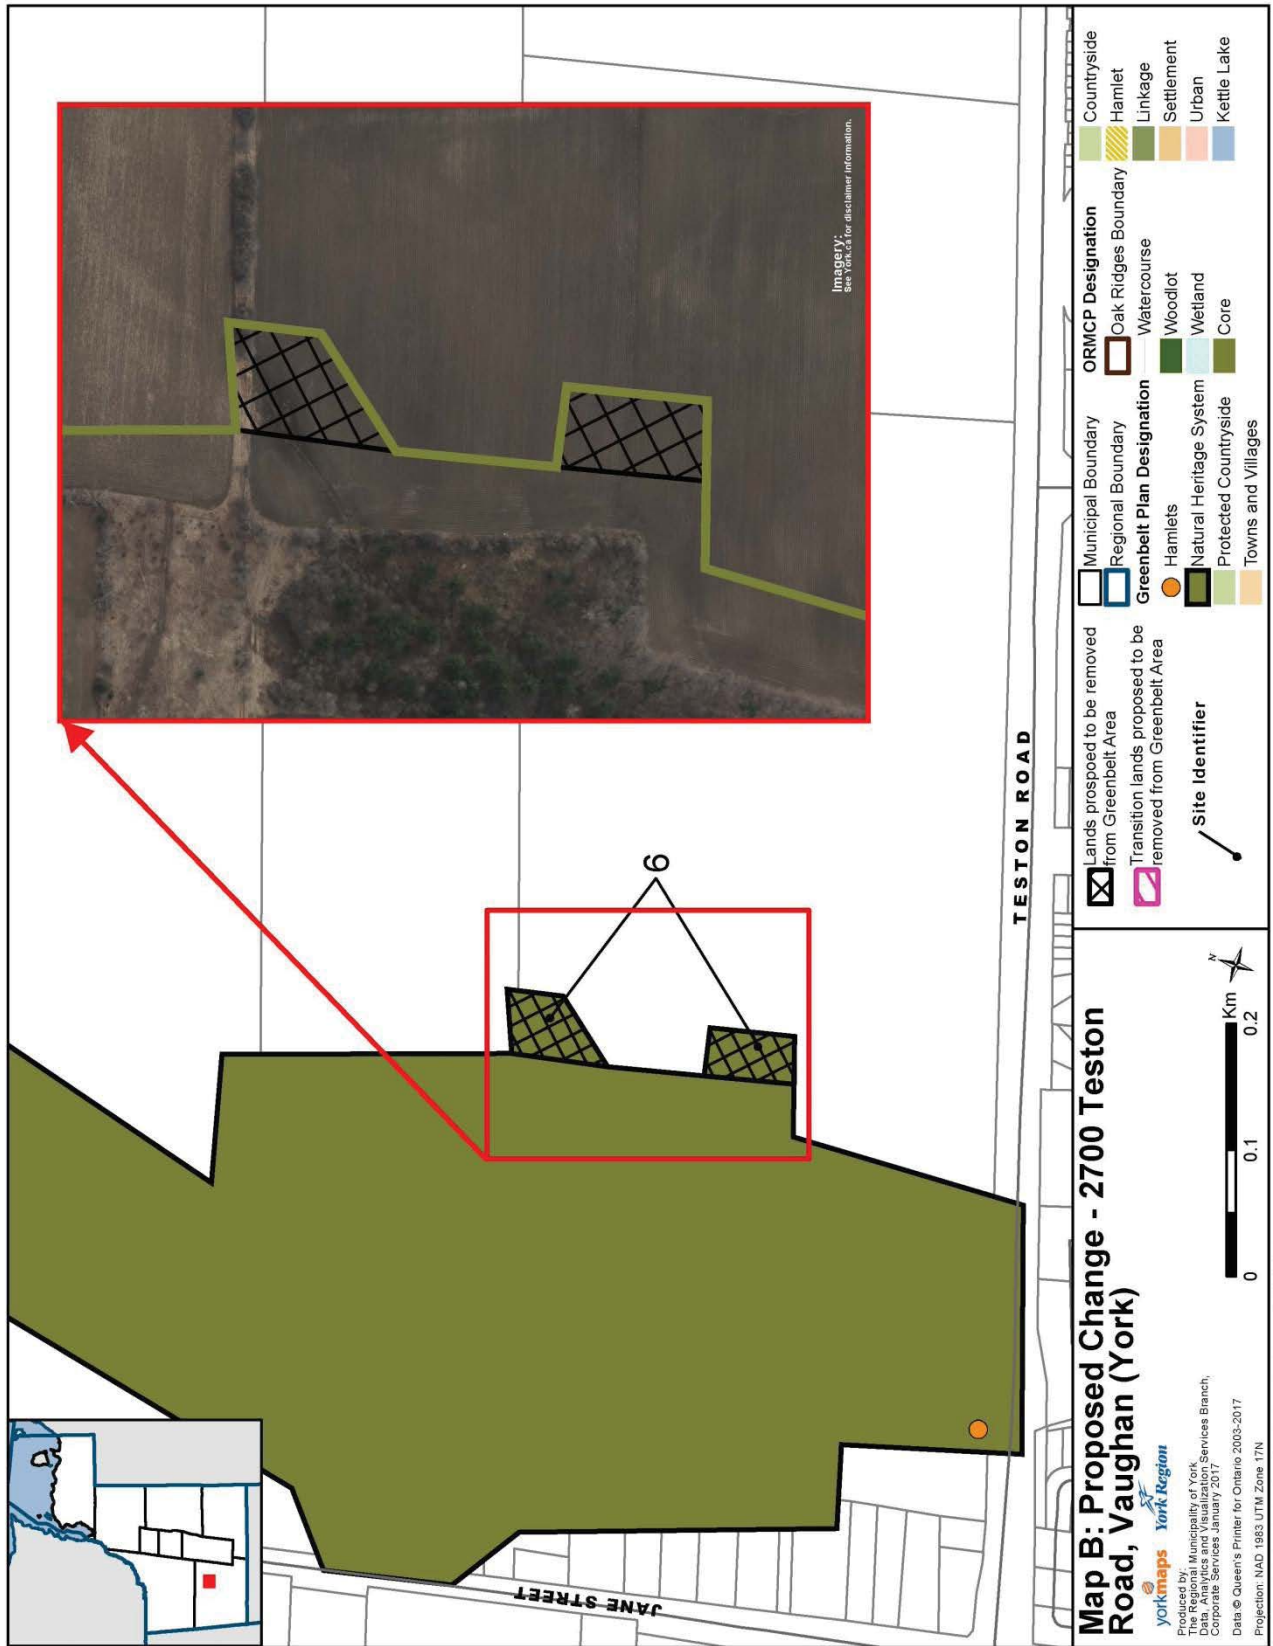 Imagery:
See York.ca for disclaimer information.
6
TESTON ROAD
JANE STREET
Map B: Proposed Change - 2700 Teston
Road, Vaughan (York)
yorkmaps York Region
Produced by:
The Regional Municipality of York
Data, Analytics and Visualization Services Branch,
Corporate Services January 2017
Data:© Queen's Printer for Ontario 2003-2017
Projection: NAD 1983 UTM Zone 17N
0 0.1 0.2
Km
N
Lands prospoed to be removed
from Greenbelt Area
Transition lands proposed to be
removed from Greenbelt Area
Site Identifier
Municipal Boundary
Regional Boundary
Greenbelt Plan Designation
Hamlets
Natural Heritage System
Protected Countryside
Towns and Villages
ORMCP Designation
Oak Ridges Boundary
Watercourse
Woodlot
Wetland
Core
Countryside
Hamlet
Linkage
Settlement
Urban
Kettle Lake